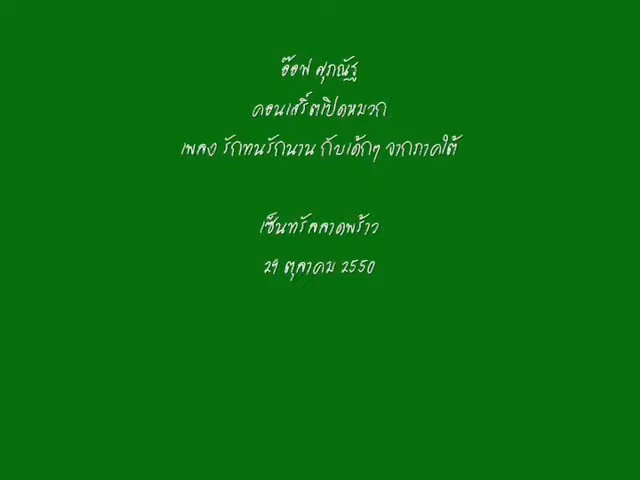 อ๊อฟ ศุภณัฐ
คอนเสิร์ตเปิดหมวก
เพลง รักทนรักนาน กับเด็กๆ จากภาคใต้
เซ็นทรัลลาดพร้าว
29 ตุลาคม 2550